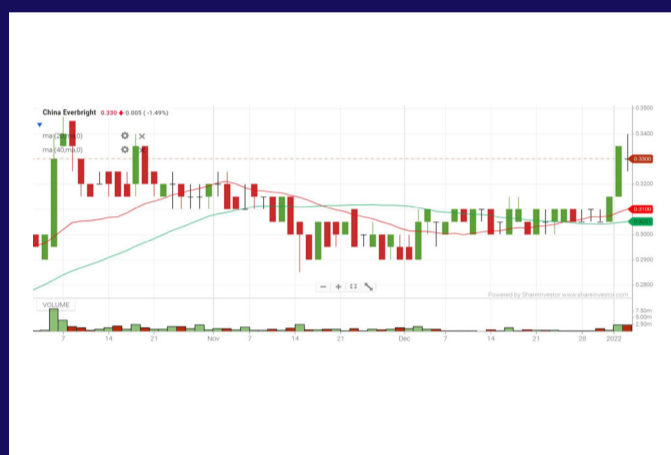 China Everbright 0.330 0.005 ( -1.49%)
0.3500
0.3400
0.3300
0.3200
0.3100
0.3000
0.2900
0.2800
Powered by ShareInvestor www.shareinvestor.com
VOLUME
7.50m
5.00m
2.50m
7 14 21 Nov 7 14 21 Dec 7 14 21 28 2022